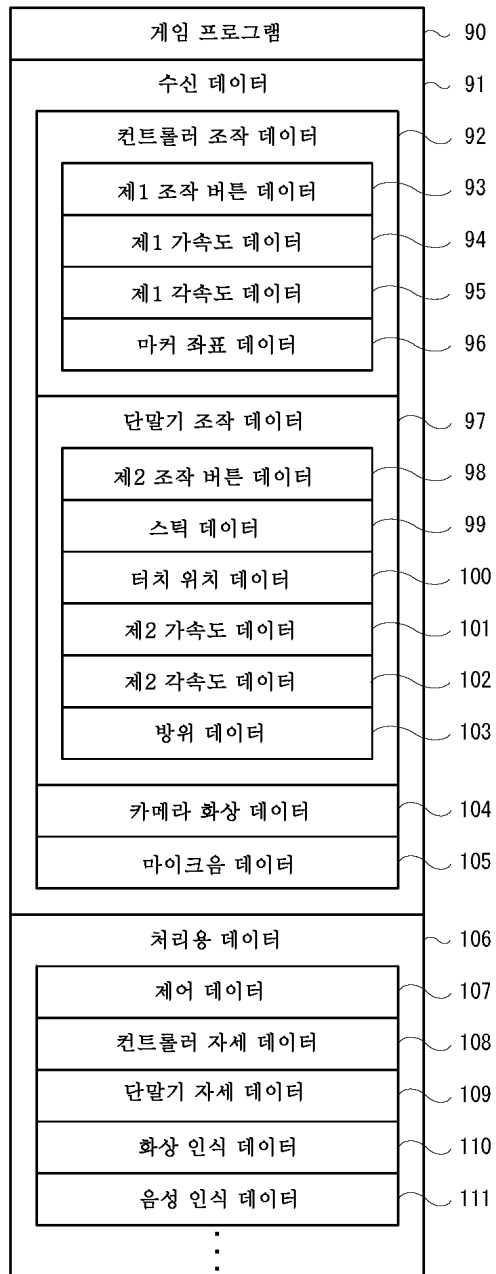 게임 프로그램 90
수신 데이터 91
컨트롤러 조작 데이터 92
제1 조작 버튼 데이터 93
제1 가속도 데이터 94
제1 각속도 데이터 95
마커 좌표 데이터 96
단말기 조작 데이터 97
제2 조작 버튼 데이터 98
스틱 데이터 99
터치 위치 데이터 100
제2 가속도 데이터 101
제2 각속도 데이터 102
방위 데이터 103
카메라 화상 데이터 104
마이크음 데이터 105
처리용 데이터 106
제어 데이터 107
컨트롤러 자세 데이터 108
단말기 자세 데이터 109
화상 인식 데이터 110
음성 인식 데이터 111